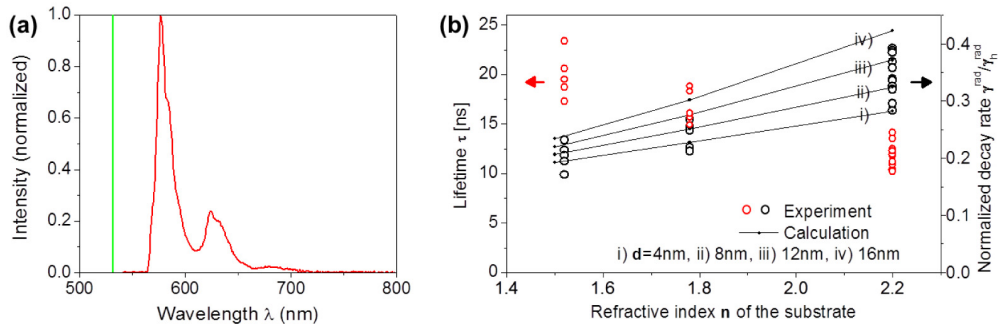 (a)
Intensity (normalized)
1.0
0.8
0.6
0.4
0.2
0.0
500
600
700
800
Wavelength λ (nm)
(b)
Lifetime τ [ns]
25
20
15
10
5
0
iv)
iii)
ii)
i)
Experiment
Calculation
i) d=4nm, ii) 8nm, iii) 12nm, iv) 16nm
1.4
1.6
1.8
2.0
2.2
Refractive index n of the substrate
0.4
0.3
0.2
0.1
0.0
Normalized decay rate γ^rad/γ_h^rad